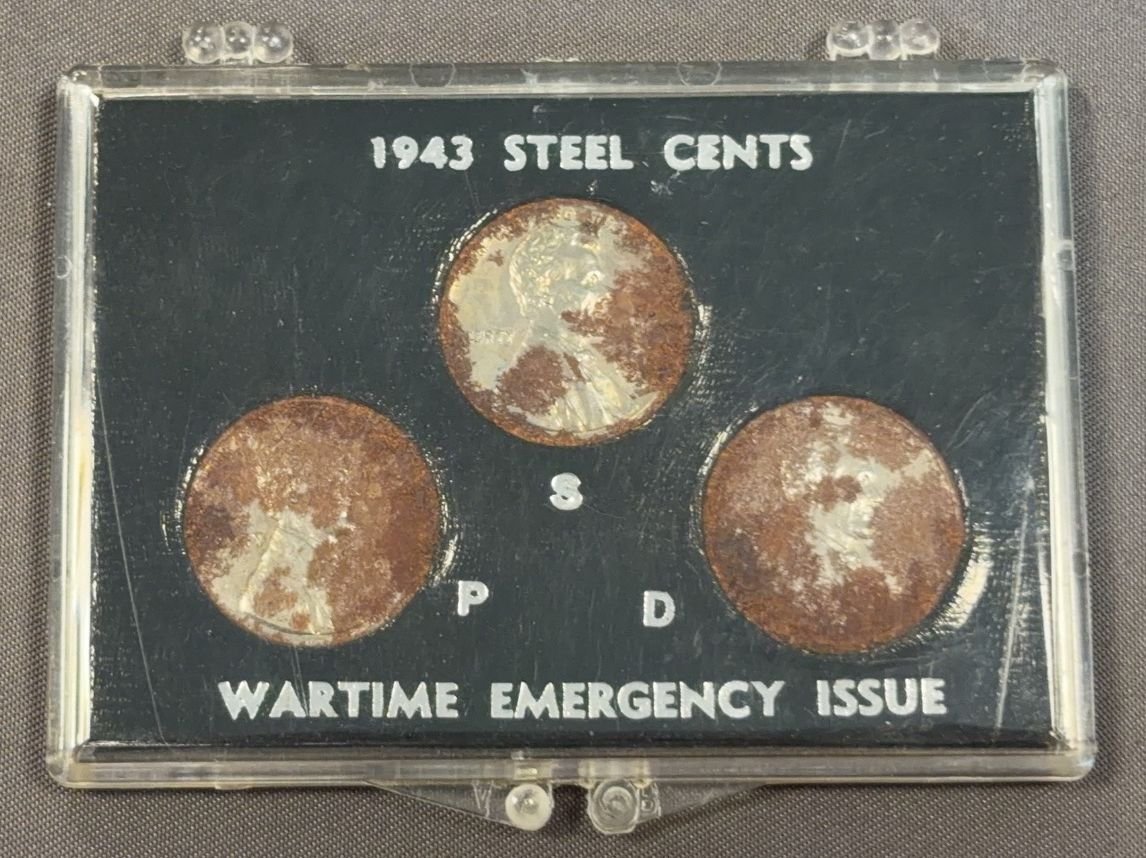 1943 STEEL CENTS
S
P D
WARTIME EMERGENCY ISSUE